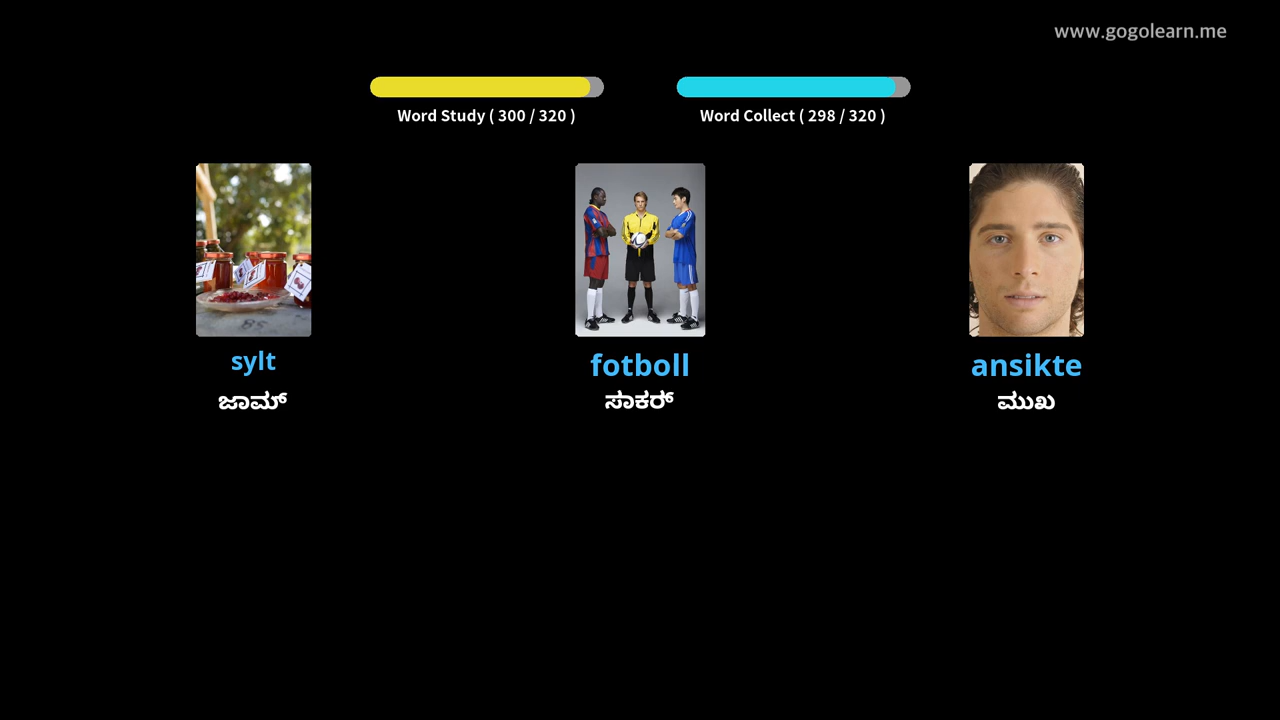 www.gogolearn.me
Word Study ( 300 / 320 )
Word Collect ( 298 / 320 )
sylt
fotboll
ansikte
ಜಾಮ್
ಸಾಕರ್
ಮುಖ